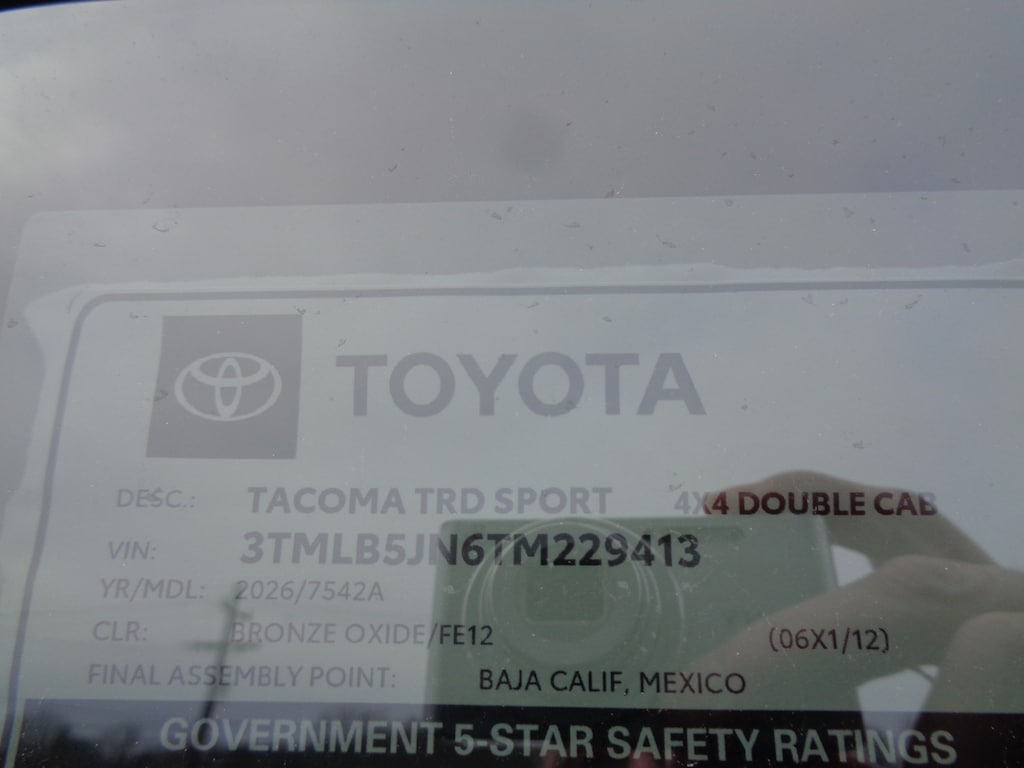 TOYOTA
DESC.: TACOMA TRD SPORT 4X4 DOUBLE CAB
VIN: 3TMLB5JN6TM229413
YR/MDL: 2026/7542A
CLR: BRONZE OXIDE/FE12 (06X1/12)
FINAL ASSEMBLY POINT: BAJA CALIF, MEXICO
GOVERNMENT 5-STAR SAFETY RATINGS